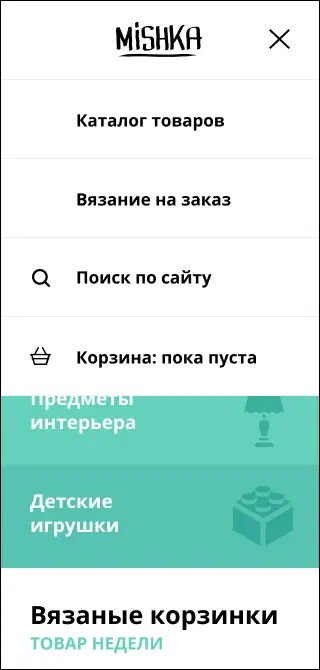 MiSHKA
Каталог товаров
Вязание на заказ
Поиск по сайту
Корзина: пока пуста
Предметы
интерьера
Детские
игрушки
Вязаные корзинки
ТОВАР НЕДЕЛИ